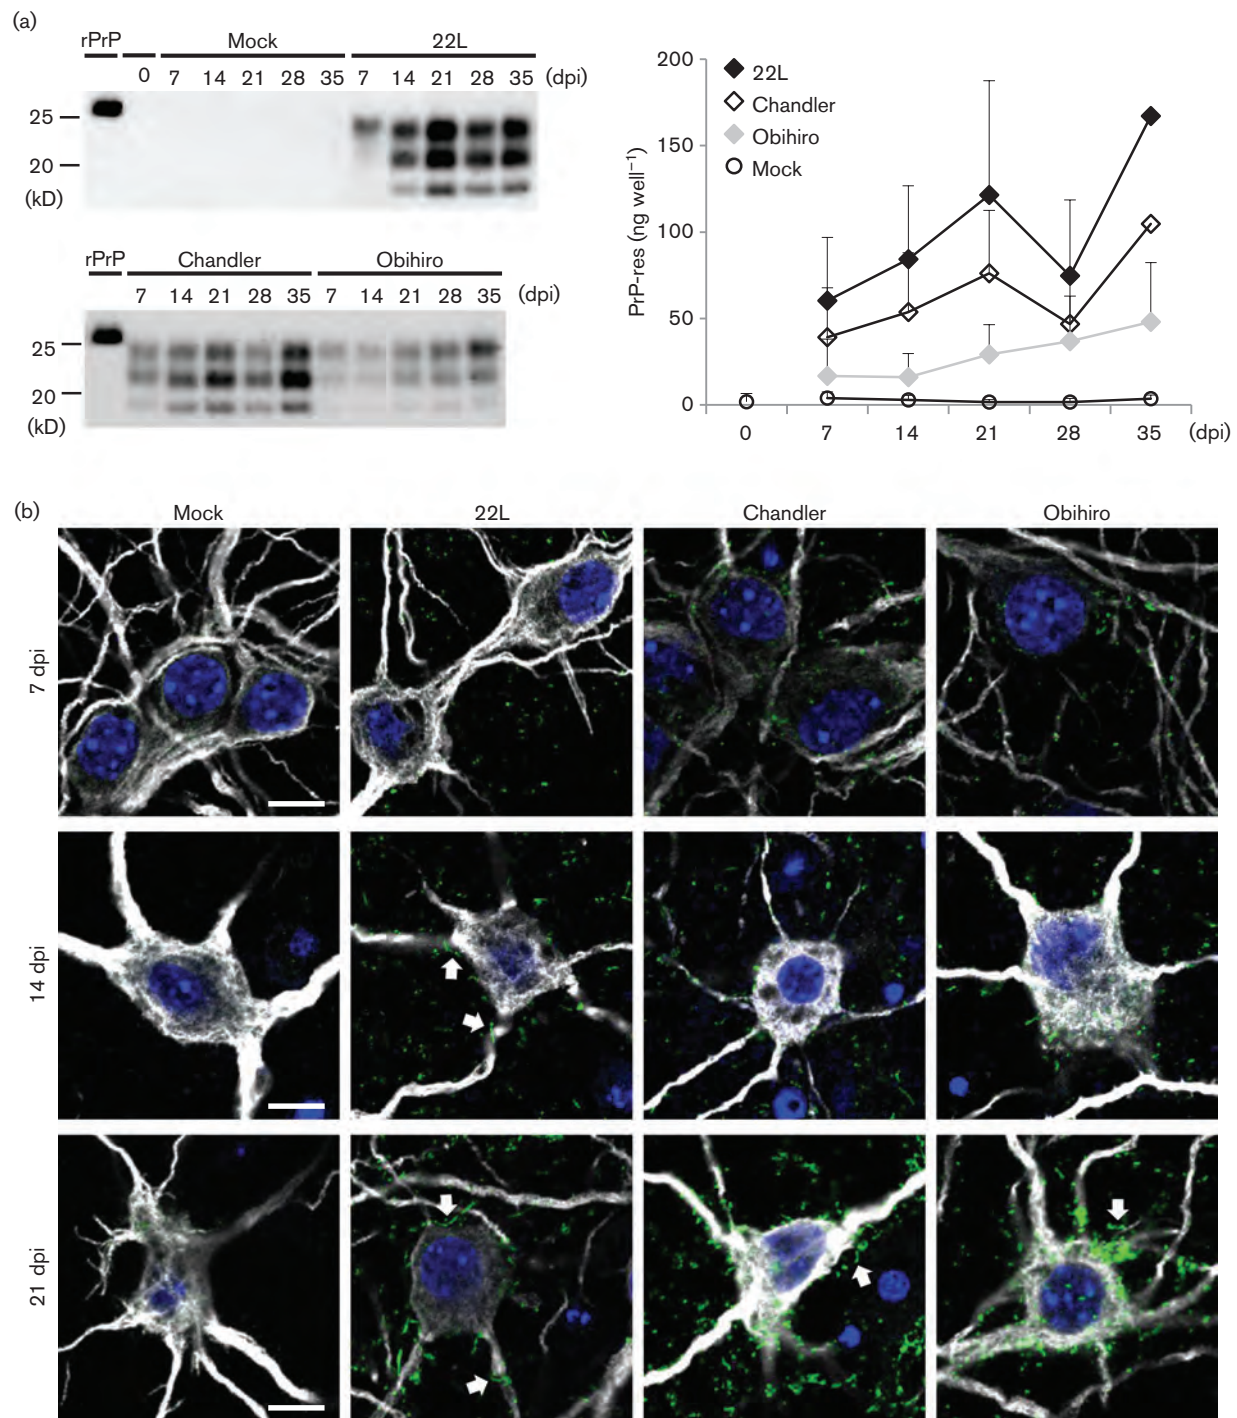 (a)
rPrP Mock 22L
0 7 14 21 28 35 7 14 21 28 35 (dpi)
25
20
(kD)
rPrP Chandler Obihiro
7 14 21 28 35 7 14 21 28 35 (dpi)
25
20
(kD)
PrP-res (ng well⁻¹)
200
150
100
50
0
22L
Chandler
Obihiro
Mock
0 7 14 21 28 35 (dpi)
(b)
Mock 22L Chandler Obihiro
7 dpi
14 dpi
21 dpi